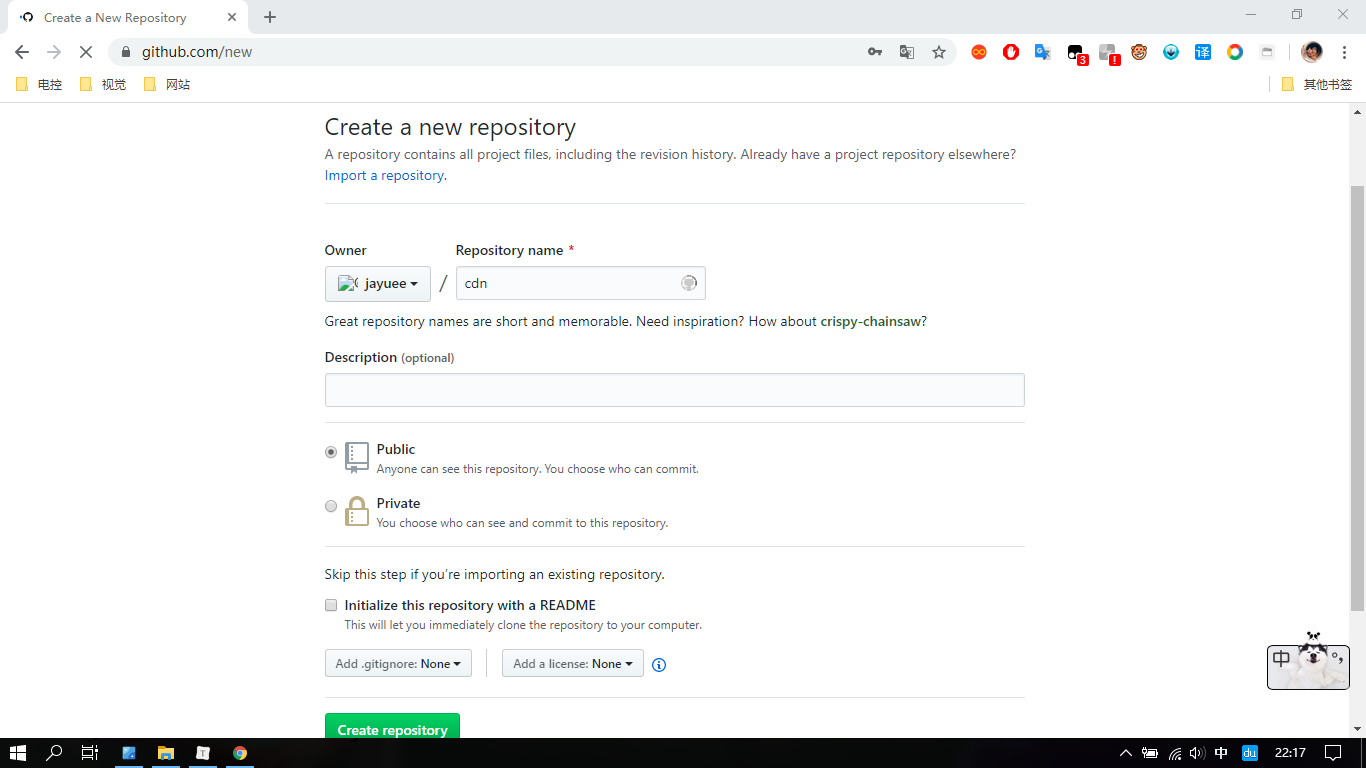 Create a New Repository
github.com/new
3
!
译
电控
视觉
网站
其他书签
Create a new repository
A repository contains all project files, including the revision history. Already have a project repository elsewhere?
Import a repository.
Owner
Repository name *
jayuee
/
cdn
Great repository names are short and memorable. Need inspiration? How about crispy-chainsaw?
Description (optional)
Public
Anyone can see this repository. You choose who can commit.
Private
You choose who can see and commit to this repository.
Skip this step if you’re importing an existing repository.
Initialize this repository with a README
This will let you immediately clone the repository to your computer.
Add .gitignore: None
Add a license: None
中 °,
Create repository
T
中
du
22:17